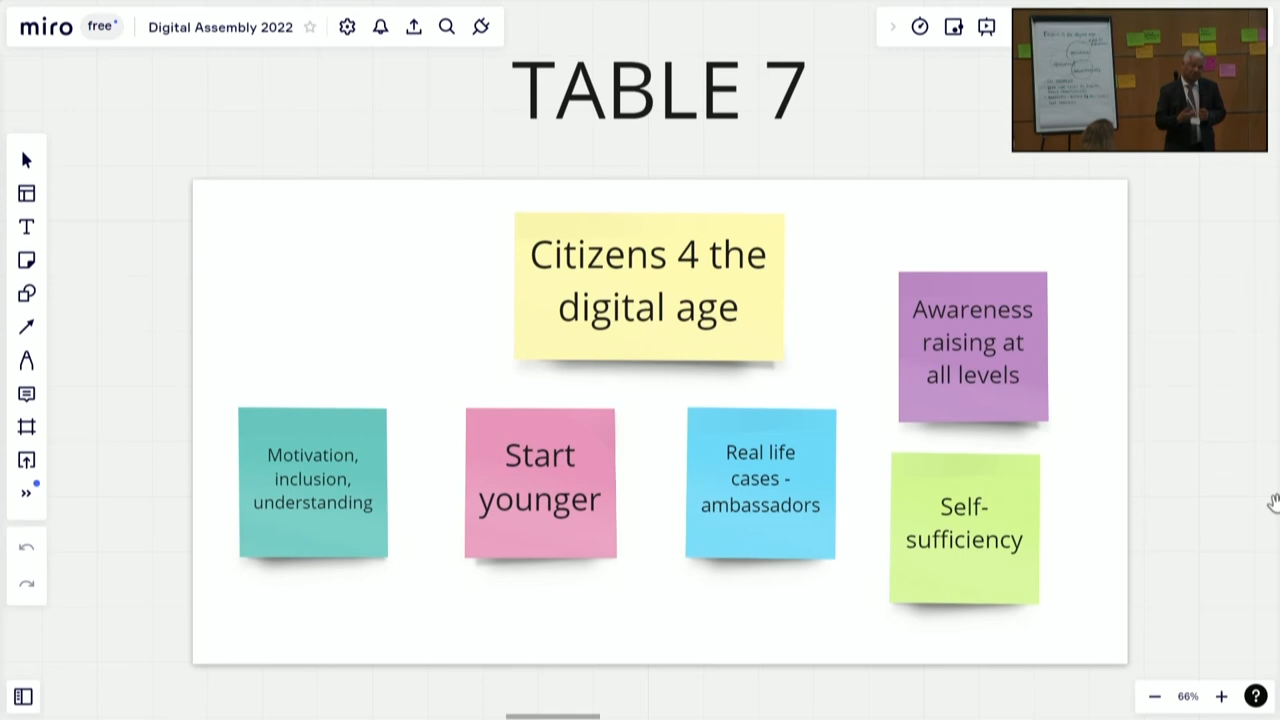 miro free Digital Assembly 2022
TABLE 7
Citizens 4 the
digital age
Awareness
raising at
all levels
Motivation,
inclusion,
understanding
Start
younger
Real life
cases -
ambassadors
Self-
sufficiency
66%